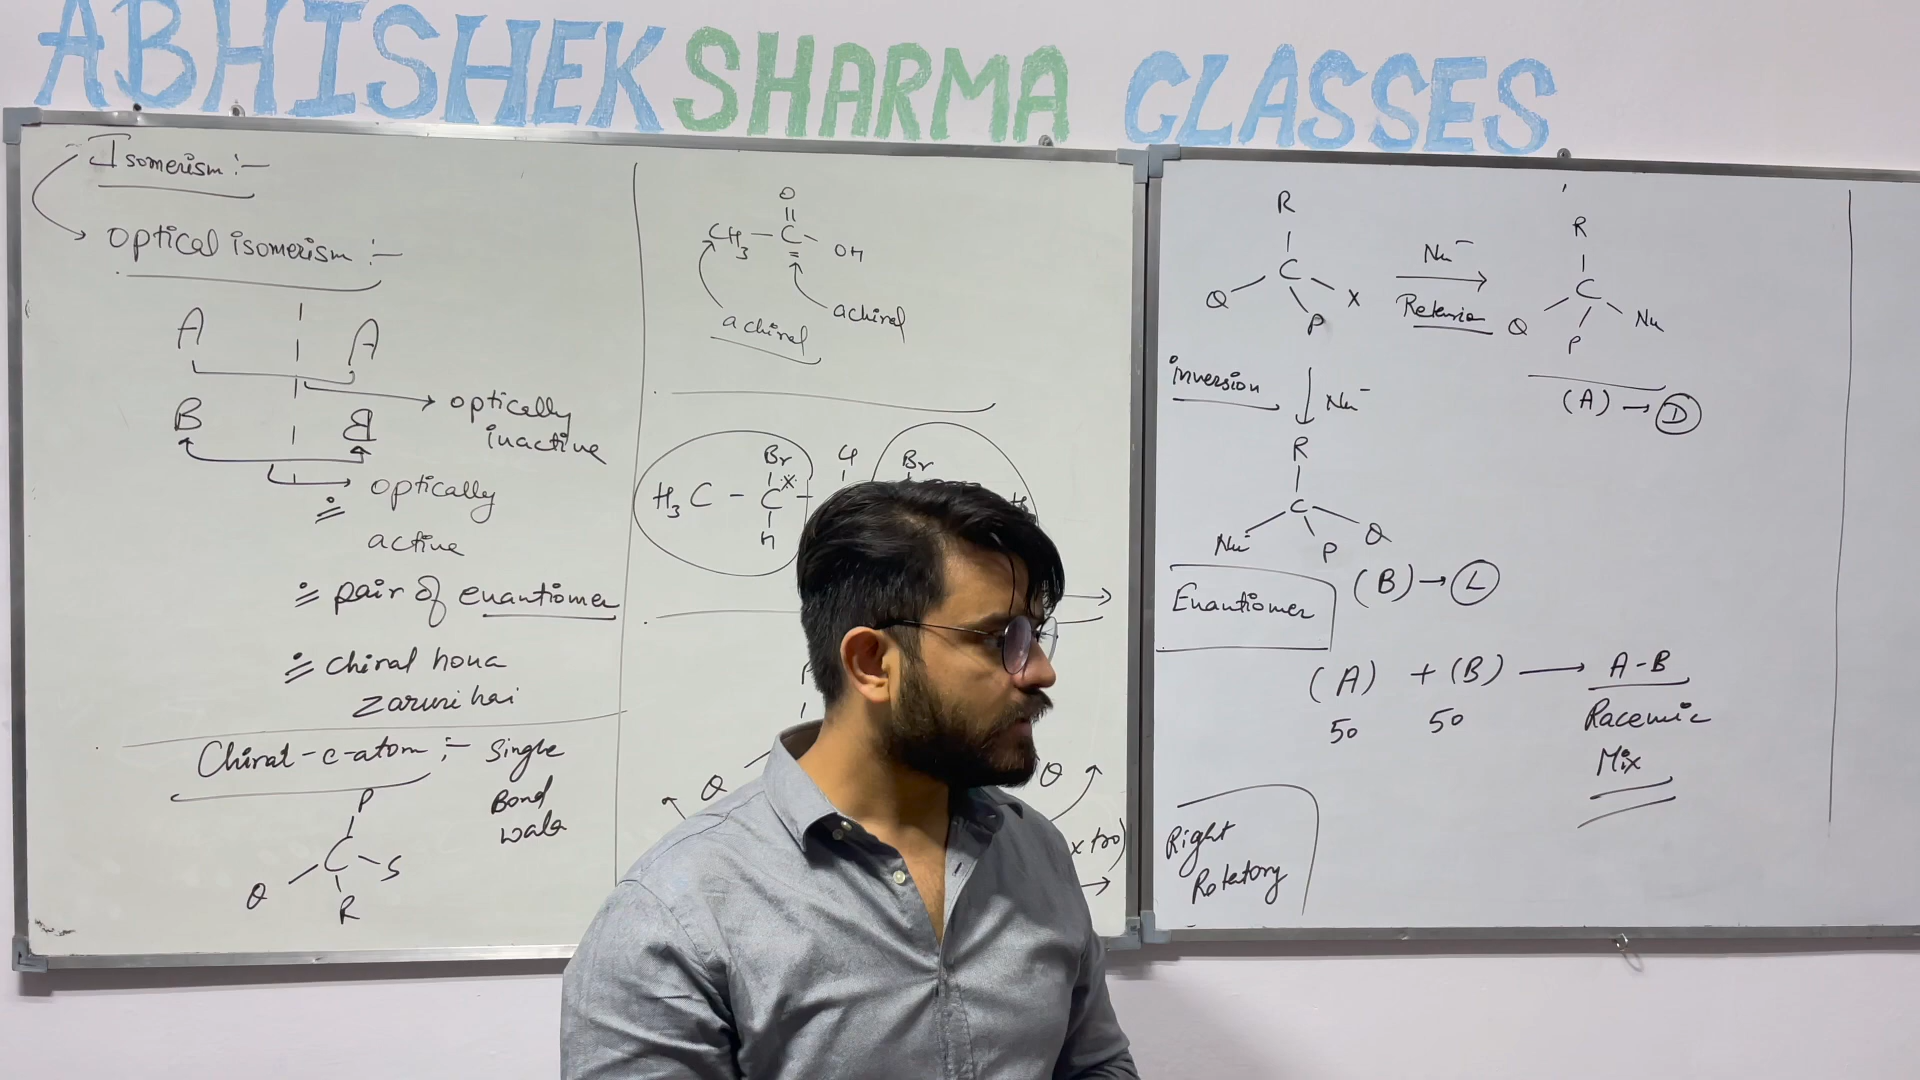 ABHISHEK SHARMA CLASSES
Isomerism :-
optical isomerism :-
A A
optically
inactive
B B
optically
active
pair of enantiomer
chiral hona
zaruri hai
Chiral-c-atom :- Single
Bond
wala
P
C
Q S
R
O
CH3 - C - OH
achiral
achiral
Br Cl Br
H3C - C -
H
Q
R
Q C X
P
Nu-
Retension
R
C
Q Nu
P
(A) → D
inversion
Nu-
R
C
Nu Q
P
(B) → L
Enantiomer
(A) + (B) → A-B
50 50
Racemic
Mix
Right
Rotatory